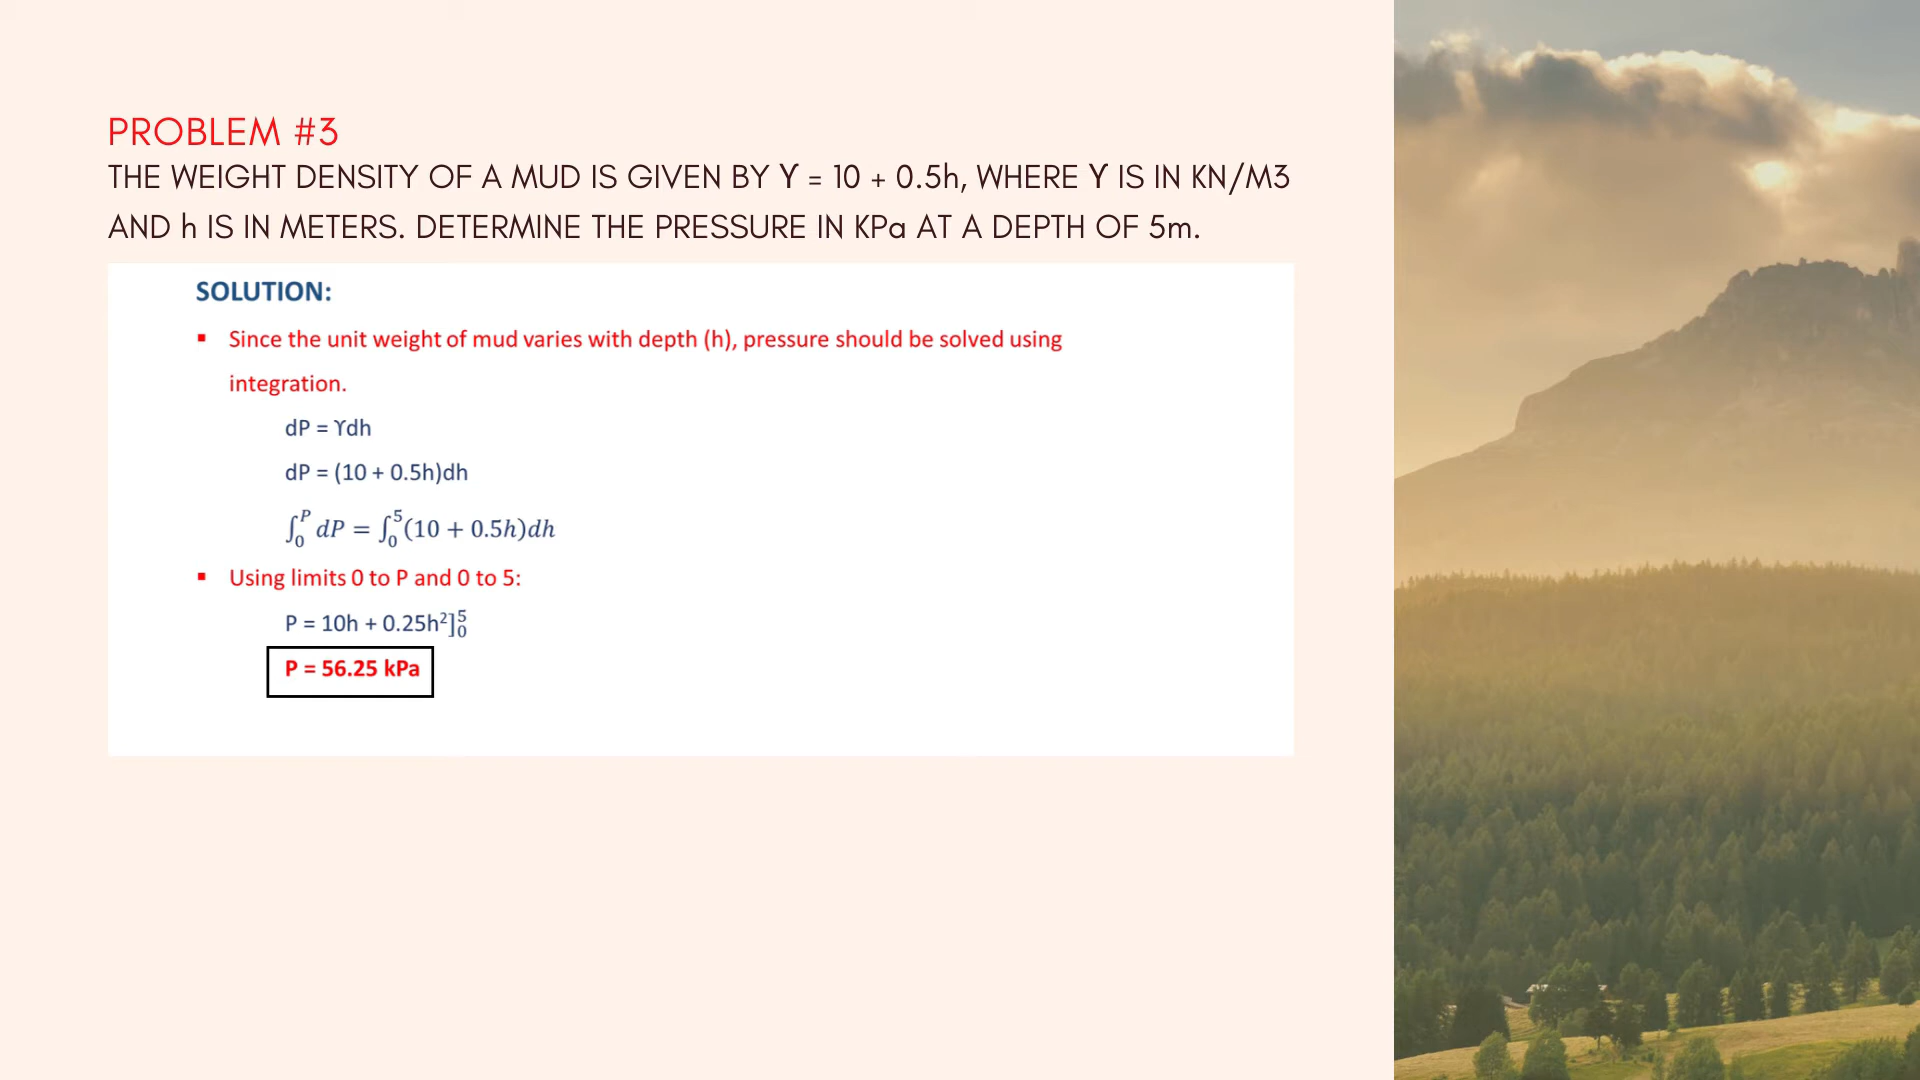 PROBLEM #3
THE WEIGHT DENSITY OF A MUD IS GIVEN BY ϒ = 10 + 0.5h, WHERE ϒ IS IN KN/M3
AND h IS IN METERS. DETERMINE THE PRESSURE IN KPa AT A DEPTH OF 5m.
SOLUTION:
▪ Since the unit weight of mud varies with depth (h), pressure should be solved using
integration.
dP = ϒdh
dP = (10 + 0.5h)dh
∫₀ᴾ dP = ∫₀⁵(10 + 0.5h)dh
▪ Using limits 0 to P and 0 to 5:
P = 10h + 0.25h²]₀⁵
P = 56.25 kPa